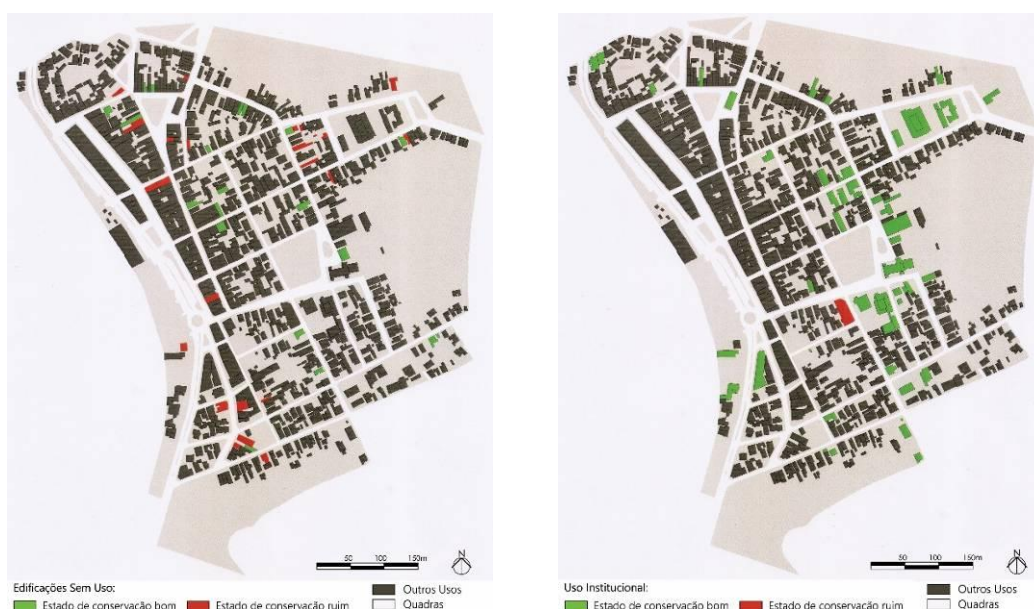 50 100 150m
N
Edificações Sem Uso:
Estado de conservação bom
Estado de conservação ruim
Outros Usos
Quadras
50 100 150m
N
Uso Institucional:
Estado de conservação bom
Estado de conservação ruim
Outros Usos
Quadras